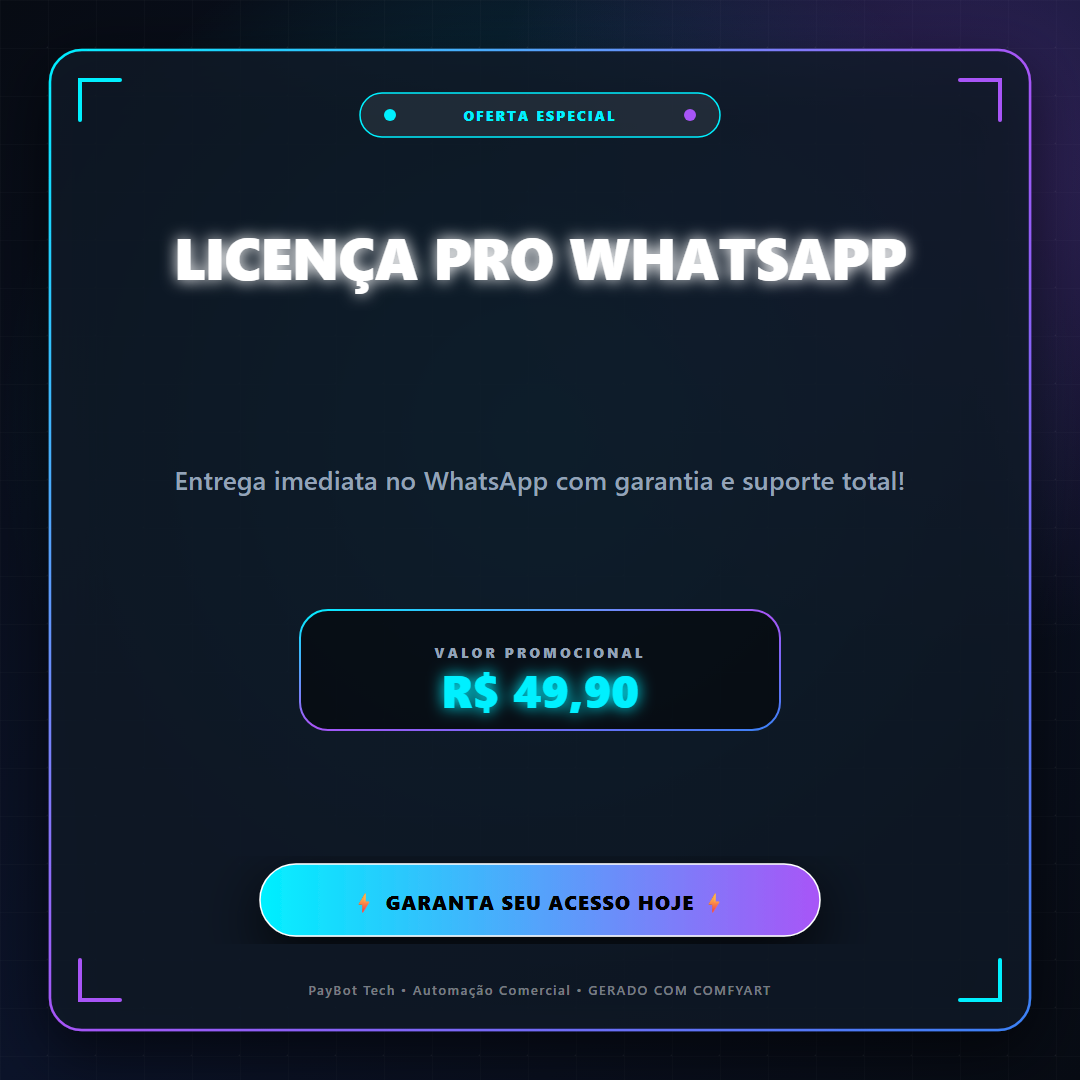 OFERTA ESPECIAL
LICENÇA PRO WHATSAPP
Entrega imediata no WhatsApp com garantia e suporte total!
VALOR PROMOCIONAL
R$ 49,90
⚡ GARANTA SEU ACESSO HOJE ⚡
PayBot Tech • Automação Comercial • GERADO COM COMFYART